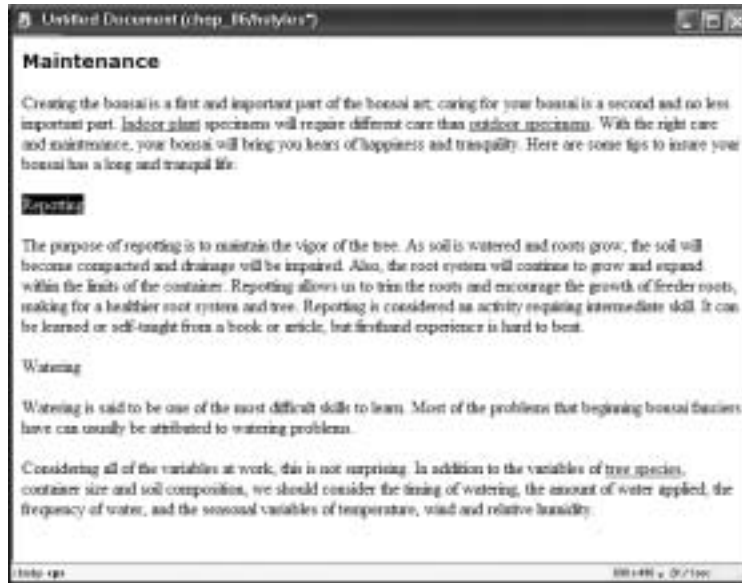 Untitled Document (chap_06/hstyles*)
Maintenance
Creating the bonsai is a first and important part of the bonsai art; caring for your bonsai is a second and no less
important part. Indoor plant specimens will require different care than outdoor specimens. With the right care
and maintenance, your bonsai will bring you hears of happiness and tranquility. Here are some tips to insure your
bonsai has a long and tranquil life.
Repotting
The purpose of repotting is to maintain the vigor of the tree. As soil is watered and roots grow, the soil will
become compacted and drainage will be impaired. Also, the root system will continue to grow and expand
within the limits of the container. Repotting allows us to trim the roots and encourage the growth of feeder roots,
making for a healthier root system and tree. Repotting is considered an activity requiring intermediate skill. It can
be learned or self-taught from a book or article, but firsthand experience is hard to beat.
Watering
Watering is said to be one of the most difficult skills to learn. Most of the problems that beginning bonsai fanciers
have can usually be attributed to watering problems.
Considering all of the variables at work, this is not surprising. In addition to the variables of tree species,
container size and soil composition, we should consider the timing of watering, the amount of water applied, the
frequency of water, and the seasonal variables of temperature, wind and relative humidity.